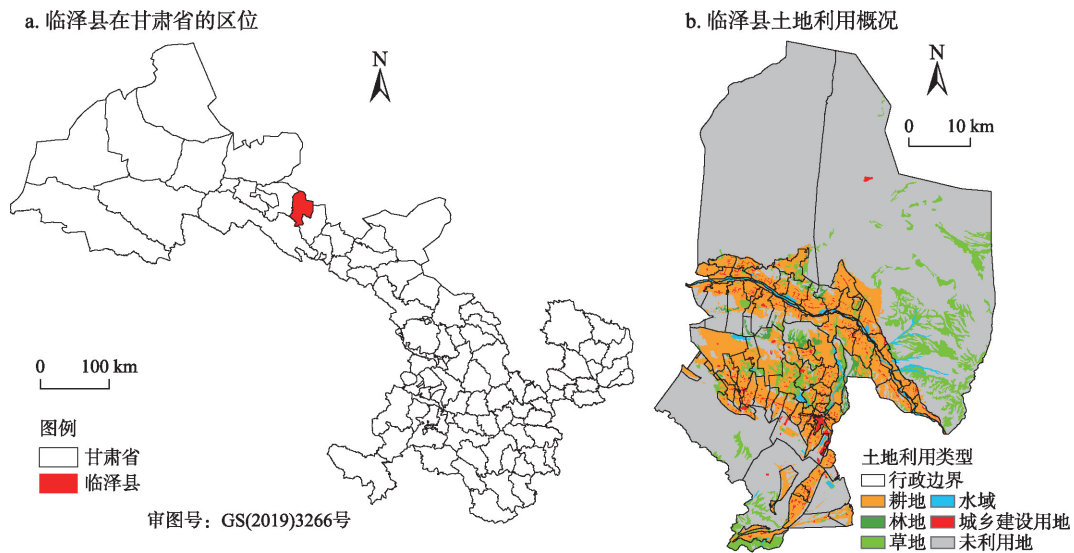 a. 临泽县在甘肃省的区位
N
0 100 km
图例
甘肃省
临泽县
审图号：GS(2019)3266号
b. 临泽县土地利用概况
N
0 10 km
土地利用类型
行政边界
耕地 水域
林地 城乡建设用地
草地 未利用地